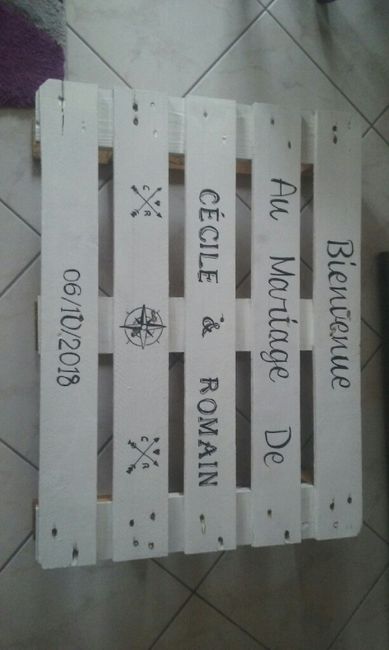 Bienvenue
Au Mariage De
CÉCILE & ROMAIN
C R C R
06/10/2018